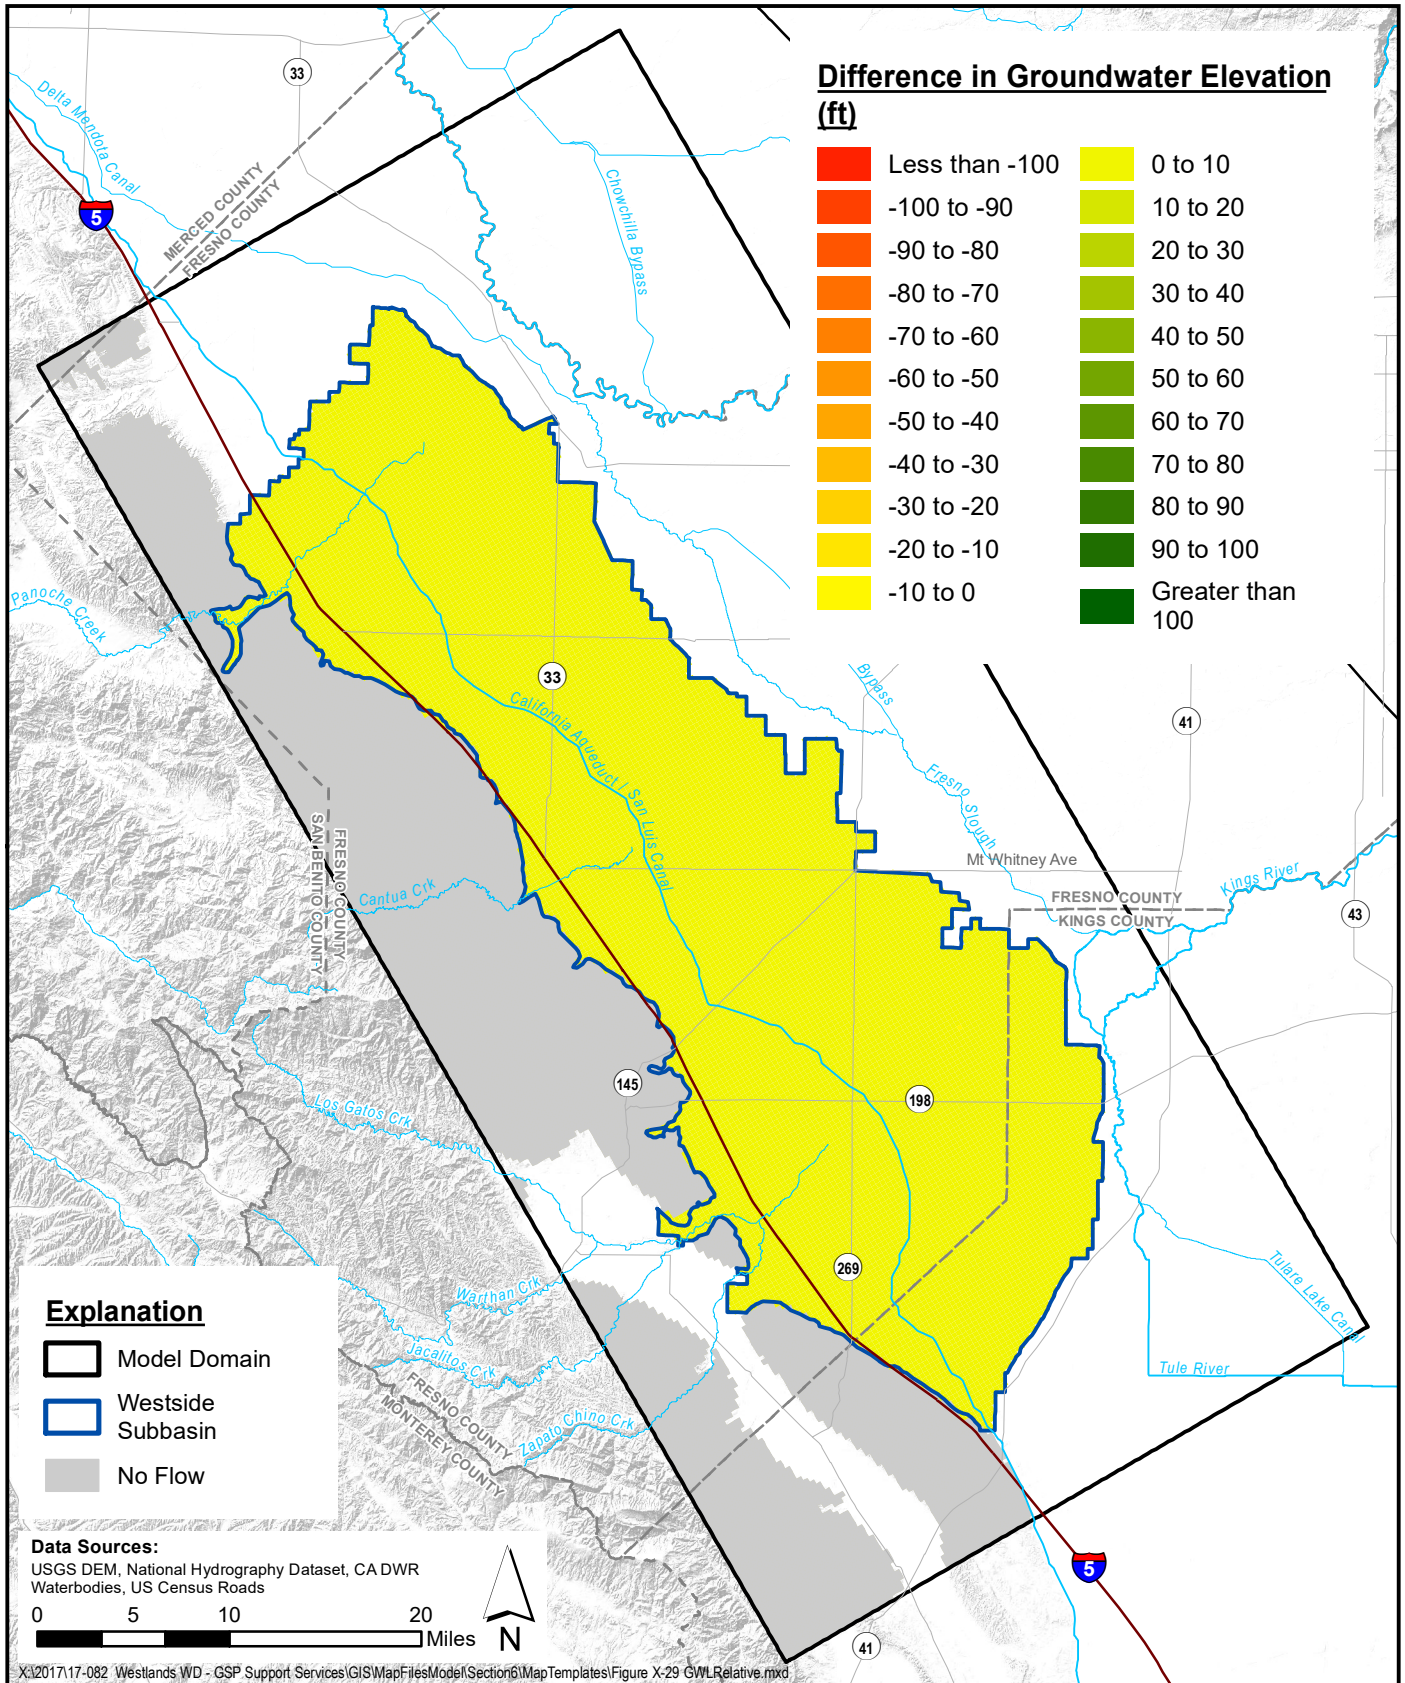 Difference in Groundwater Elevation
(ft)
Less than -100
-100 to -90
-90 to -80
-80 to -70
-70 to -60
-60 to -50
-50 to -40
-40 to -30
-30 to -20
-20 to -10
-10 to 0
0 to 10
10 to 20
20 to 30
30 to 40
40 to 50
50 to 60
60 to 70
70 to 80
80 to 90
90 to 100
Greater than
100
33
Delta Mendota Canal
5
MERCED COUNTY
FRESNO COUNTY
Chowchilla Bypass
Panoche Creek
33
California Aqueduct / San Luis Canal
Bypass
41
Fresno Slough
Mt Whitney Ave
Kings River
FRESNO COUNTY
KINGS COUNTY
43
SAN BENITO COUNTY
FRESNO COUNTY
Cantua Crk
145
198
Los Gatos Crk
269
Warthan Crk
Jacalitos Crk
Zapato Chino Crk
FRESNO COUNTY
MONTEREY COUNTY
Tulare Lake Canal
Tule River
5
41
Explanation
Model Domain
Westside
Subbasin
No Flow
Data Sources:
USGS DEM, National Hydrography Dataset, CA DWR
Waterbodies, US Census Roads
0 5 10 20
Miles
N
X:\2017\17-082 Westlands WD - GSP Support Services\GIS\MapFilesModel\Section6\MapTemplates\Figure X-29 GWLRelative.mxd